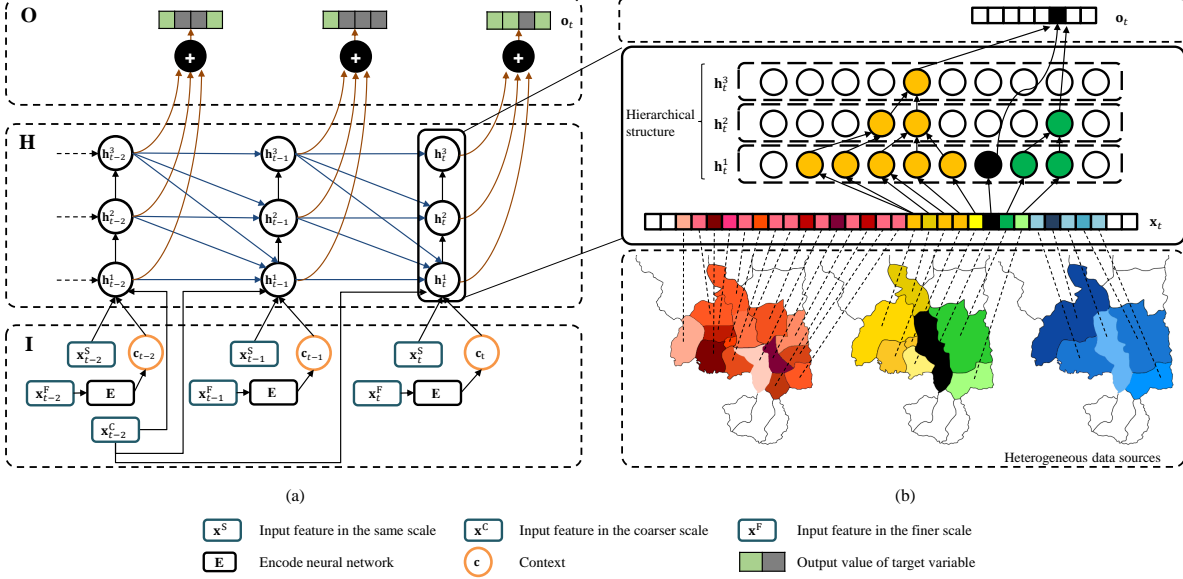 O
+
+
+
o_t
H
h^3_{t−2}
h^3_{t−1}
h^3_t
h^2_{t−2}
h^2_{t−1}
h^2_t
h^1_{t−2}
h^1_{t−1}
h^1_t
I
x^S_{t−2}
c_{t−2}
x^S_{t−1}
c_{t−1}
x^S_t
c_t
x^F_{t−2}
E
x^F_{t−1}
E
x^F_t
E
x^C_{t−2}
(a)
o_t
Hierarchical
structure
h^3_t
h^2_t
h^1_t
x_t
Heterogeneous data sources
(b)
x^S Input feature in the same scale
x^C Input feature in the coarser scale
x^F Input feature in the finer scale
E Encode neural network
c Context
Output value of target variable